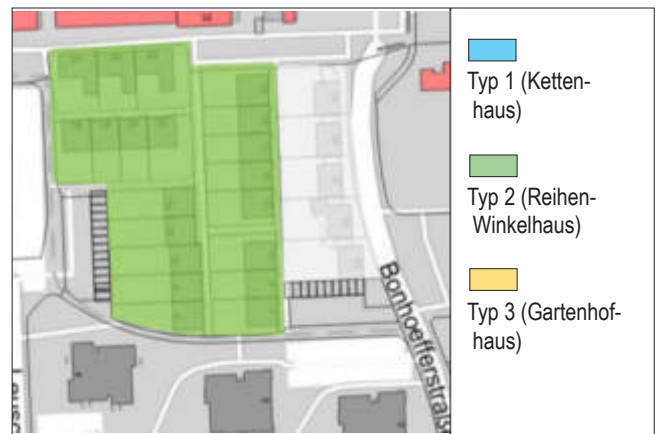 Typ 1 (Ketten-
haus)
Typ 2 (Reihen-
Winkelhaus)
Typ 3 (Gartenhof-
haus)
Bonhoefferstraße